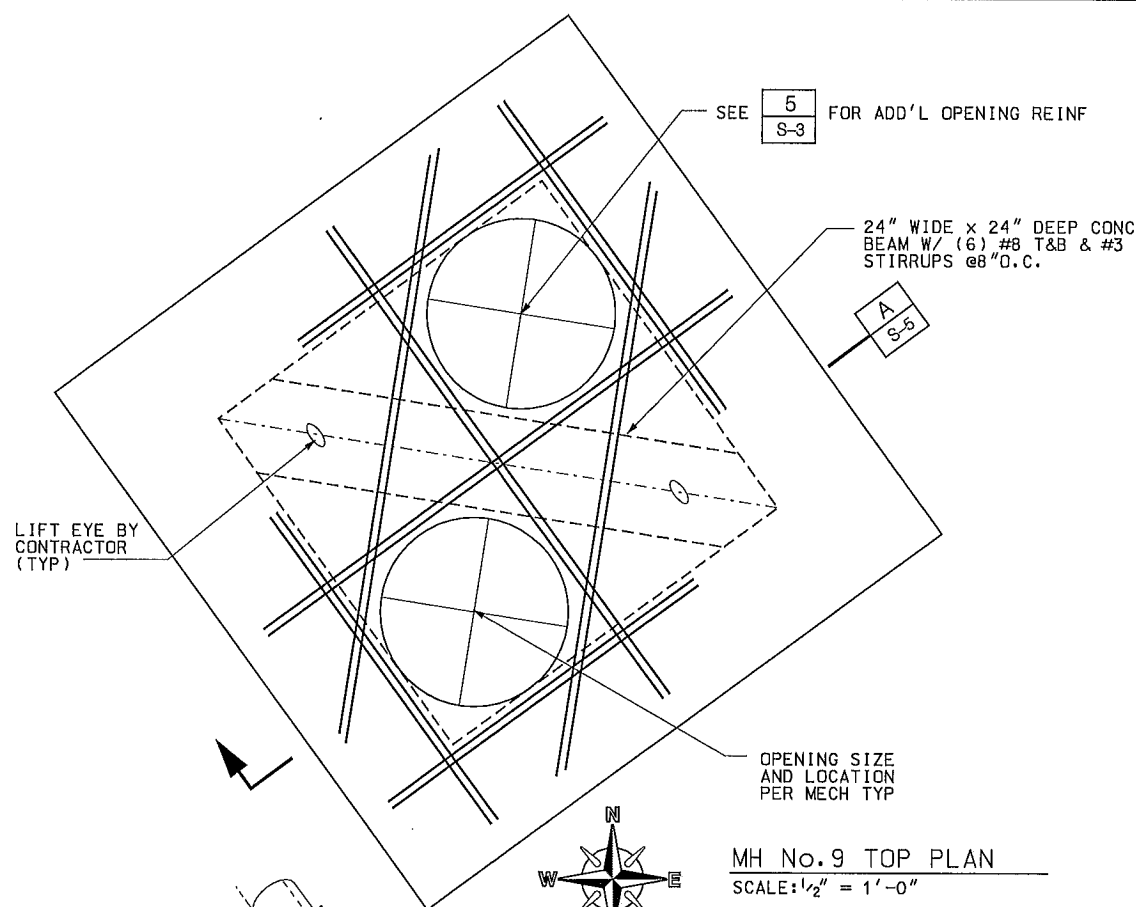 SEE 5 FOR ADD'L OPENING REINF
S-3
24" WIDE x 24" DEEP CONC
BEAM W/ (6) #8 T&B & #3
STIRRUPS @8"O.C.
A
S-5
LIFT EYE BY
CONTRACTOR
(TYP)
OPENING SIZE
AND LOCATION
PER MECH TYP
N
W E
MH No.9 TOP PLAN
SCALE: 1/2" = 1'-0"